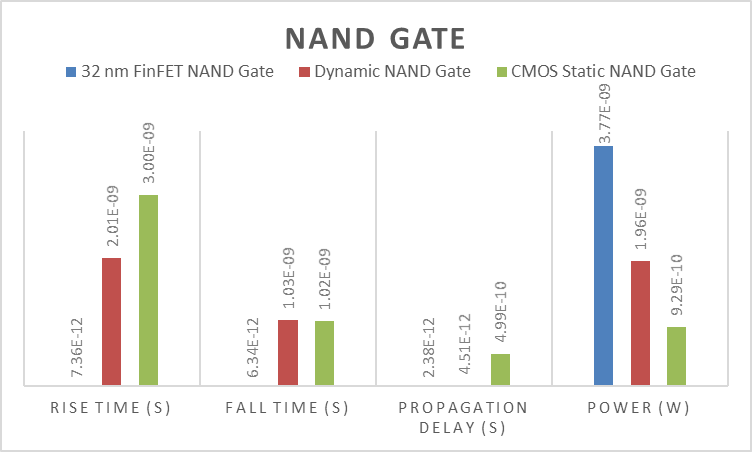 NAND GATE
32 nm FinFET NAND Gate Dynamic NAND Gate CMOS Static NAND Gate
7.36E-12 2.01E-09 3.00E-09
6.34E-12 1.03E-09 1.02E-09
2.38E-12 4.51E-12 4.99E-10
3.77E-09 1.96E-09 9.29E-10
RISE TIME (S) FALL TIME (S) PROPAGATION DELAY (S) POWER (W)